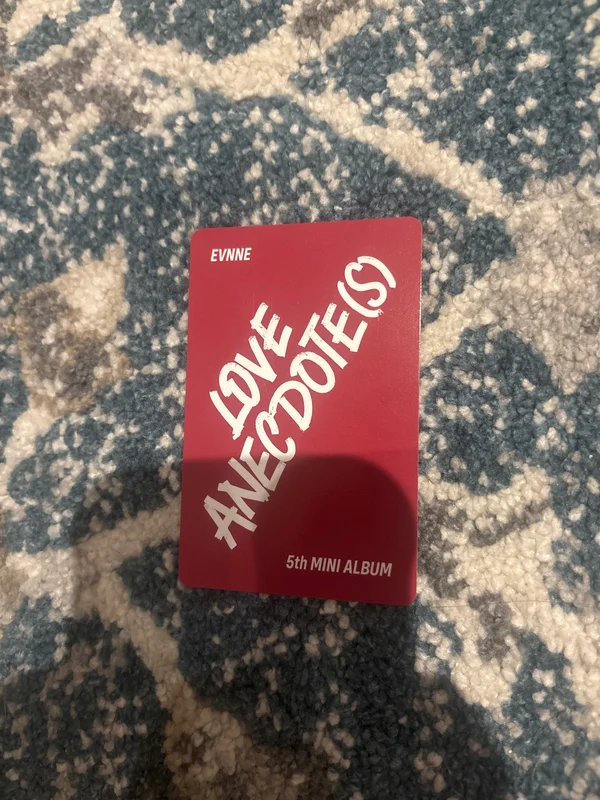 EVNNE
LOVE
ANECDOTE(S)
5th MINI ALBUM